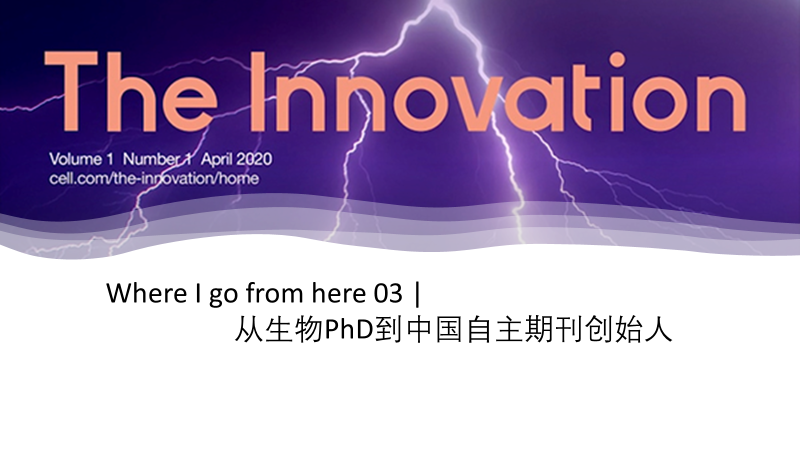 The Innovation
Volume 1 Number 1 April 2020
cell.com/the-innovation/home
Where I go from here 03 |
从生物PhD到中国自主期刊创始人